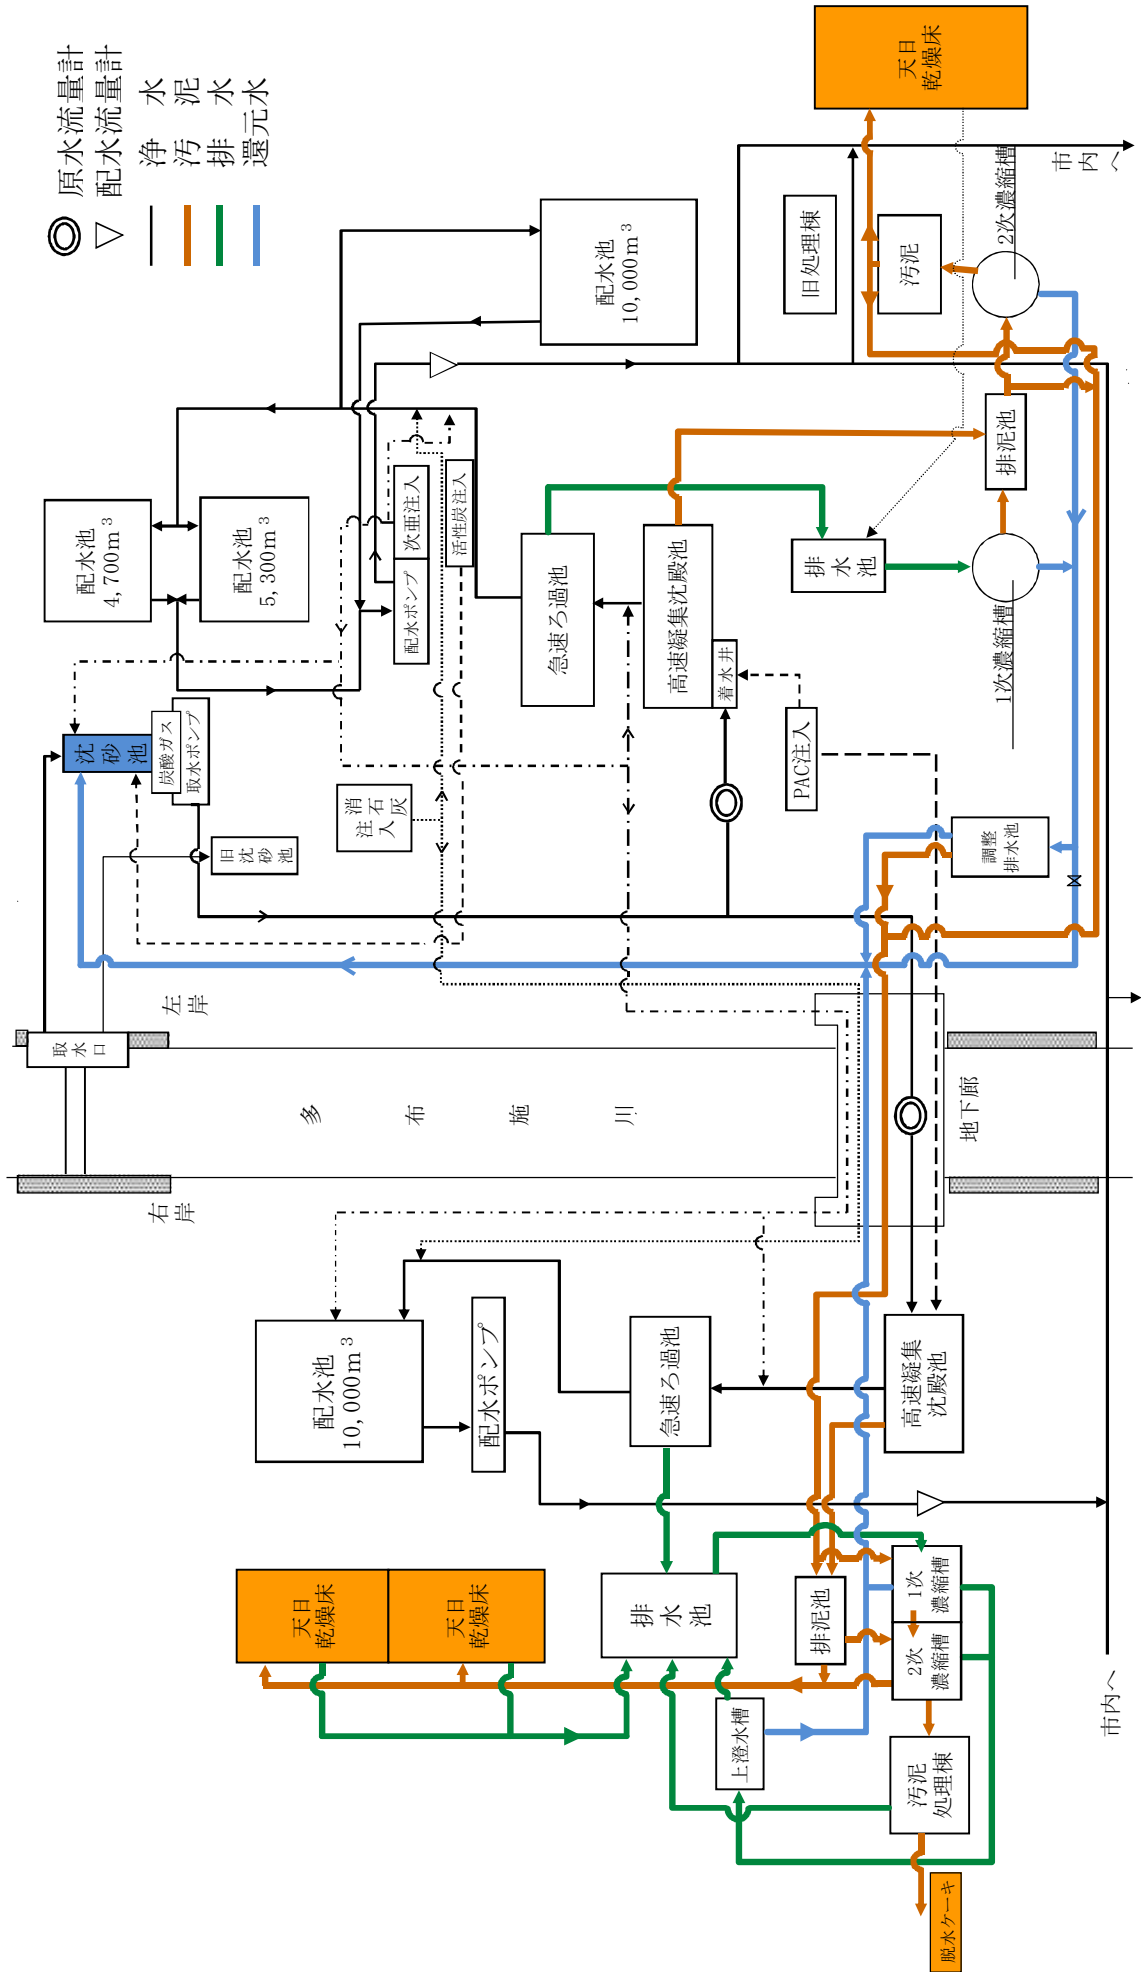 原水流量計
配水流量計
浄水
汚泥
排水
還元水
天日
乾燥床
市内へ
2次濃縮槽
旧処理棟
汚泥
配水池
10,000m³
配水池
4,700m³
配水池
5,300m³
次亜注入
配水ポンプ
活性炭注入
急速ろ過池
高速凝集沈殿池
着水井
排水池
排泥池
1次濃縮槽
沈砂池
炭酸ガス
取水ポンプ
旧沈砂池
消石灰
注入
PAC注入
調整
排水池
左岸
取水口
多布施川
地下廊
右岸
配水池
10,000m³
配水ポンプ
急速ろ過池
高速凝集
沈殿池
天日
乾燥床
天日
乾燥床
排水池
排泥池
1次
濃縮槽
2次
濃縮槽
上澄水槽
汚泥
処理棟
脱水ケーキ
市内へ